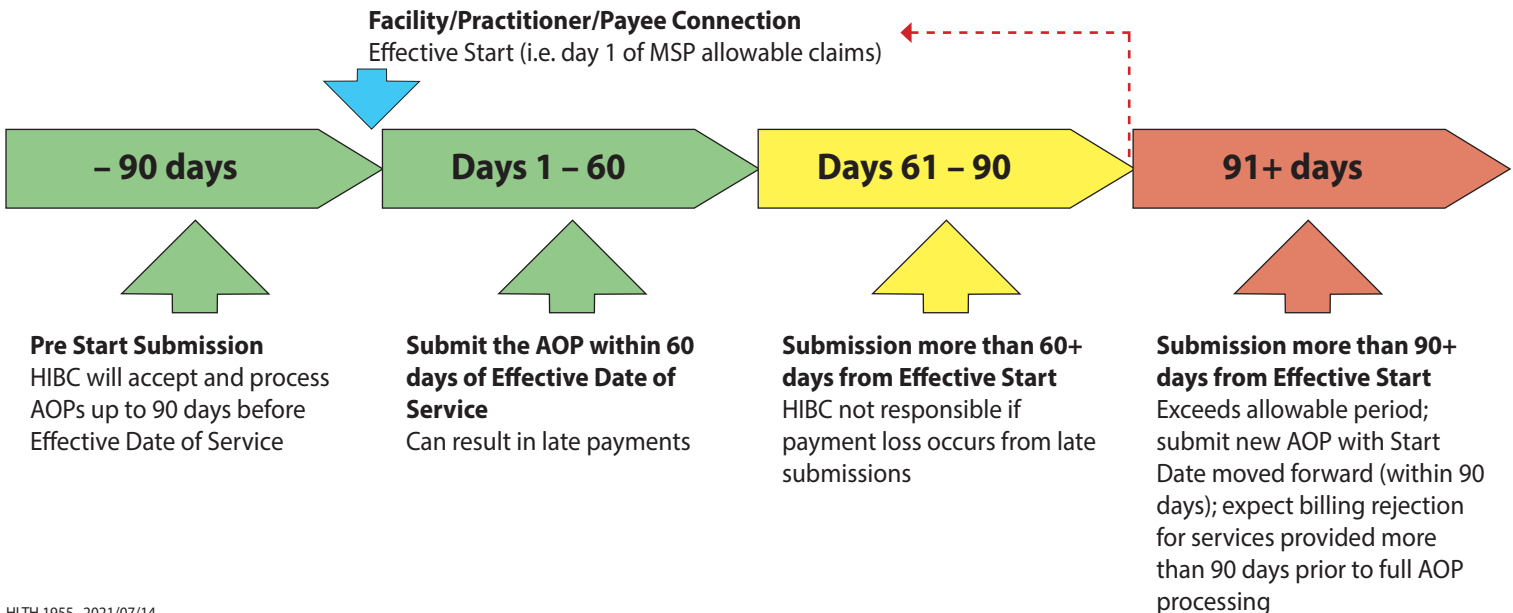 Facility/Practitioner/Payee Connection
Effective Start (i.e. day 1 of MSP allowable claims)
– 90 days
Days 1 – 60
Days 61 – 90
91+ days
Pre Start Submission
HIBC will accept and process
AOPs up to 90 days before
Effective Date of Service
Submit the AOP within 60
days of Effective Date of
Service
Can result in late payments
Submission more than 60+
days from Effective Start
HIBC not responsible if
payment loss occurs from late
submissions
Submission more than 90+
days from Effective Start
Exceeds allowable period;
submit new AOP with Start
Date moved forward (within 90
days); expect billing rejection
for services provided more
than 90 days prior to full AOP
processing
HLTH 1955 2021/07/14